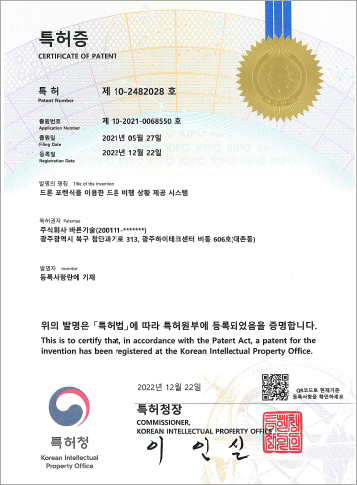 특허증
CERTIFICATE OF PATENT
특 허 제 10-2482028 호
Patent Number
출원번호 제 10-2021-0068550 호
Application Number
출원일 2021년 05월 27일
Filing Date
등록일 2022년 12월 22일
Registration Date
발명의 명칭 Title of the Invention
드론 포렌식을 이용한 드론 비행 상황 제공 시스템
특허권자 Patentee
주식회사 바른기술(200111-*******)
광주광역시 북구 첨단과기로 313, 광주하이테크센터 비동 606호(대촌동)
발명자 Inventor
등록사항란에 기재
위의 발명은 「특허법」에 따라 특허원부에 등록되었음을 증명합니다.
This is to certify that, in accordance with the Patent Act, a patent for the
invention has been registered at the Korean Intellectual Property Office.
2022년 12월 22일
QR코드로 현재기준
등록사항을 확인하세요
특허청장
COMMISSIONER,
KOREAN INTELLECTUAL PROPERTY OFFICE
이 인 실
특허청
Korean Intellectual
Property Office